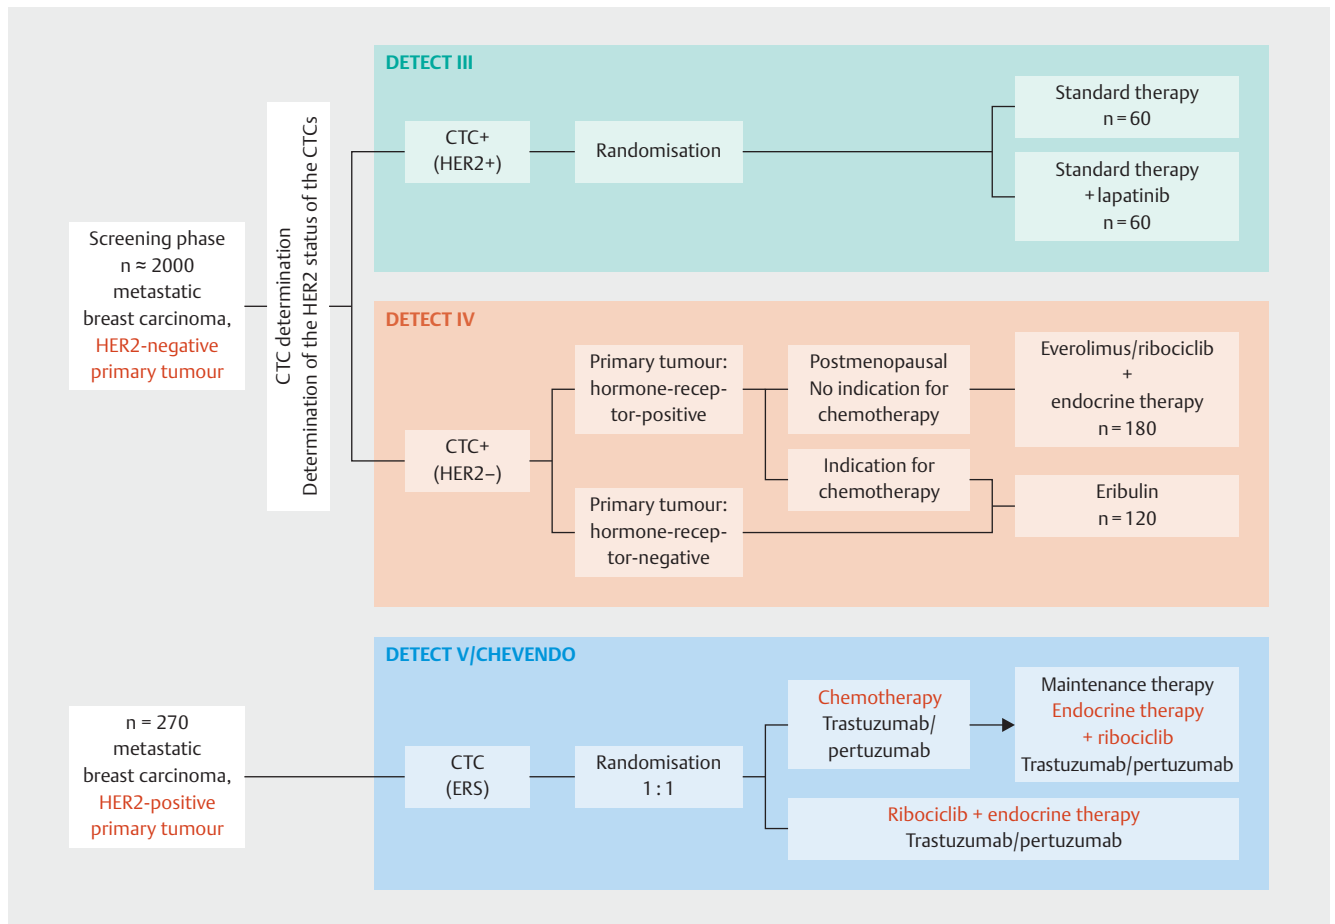 Screening phase
n ≈ 2000
metastatic
breast carcinoma,
HER2-negative
primary tumour
CTC determination
Determination of the HER2 status of the CTCs
DETECT III
CTC+
(HER2+)
Randomisation
Standard therapy
n = 60
Standard therapy
+ lapatinib
n = 60
DETECT IV
CTC+
(HER2–)
Primary tumour:
hormone-recep-
tor-positive
Postmenopausal
No indication for
chemotherapy
Everolimus/ribociclib
+
endocrine therapy
n = 180
Indication for
chemotherapy
Primary tumour:
hormone-recep-
tor-negative
Eribulin
n = 120
n = 270
metastatic
breast carcinoma,
HER2-positive
primary tumour
DETECT V/CHEVENDO
CTC
(ERS)
Randomisation
1 : 1
Chemotherapy
Trastuzumab/
pertuzumab
Maintenance therapy
Endocrine therapy
+ ribociclib
Trastuzumab/pertuzumab
Ribociclib + endocrine therapy
Trastuzumab/pertuzumab